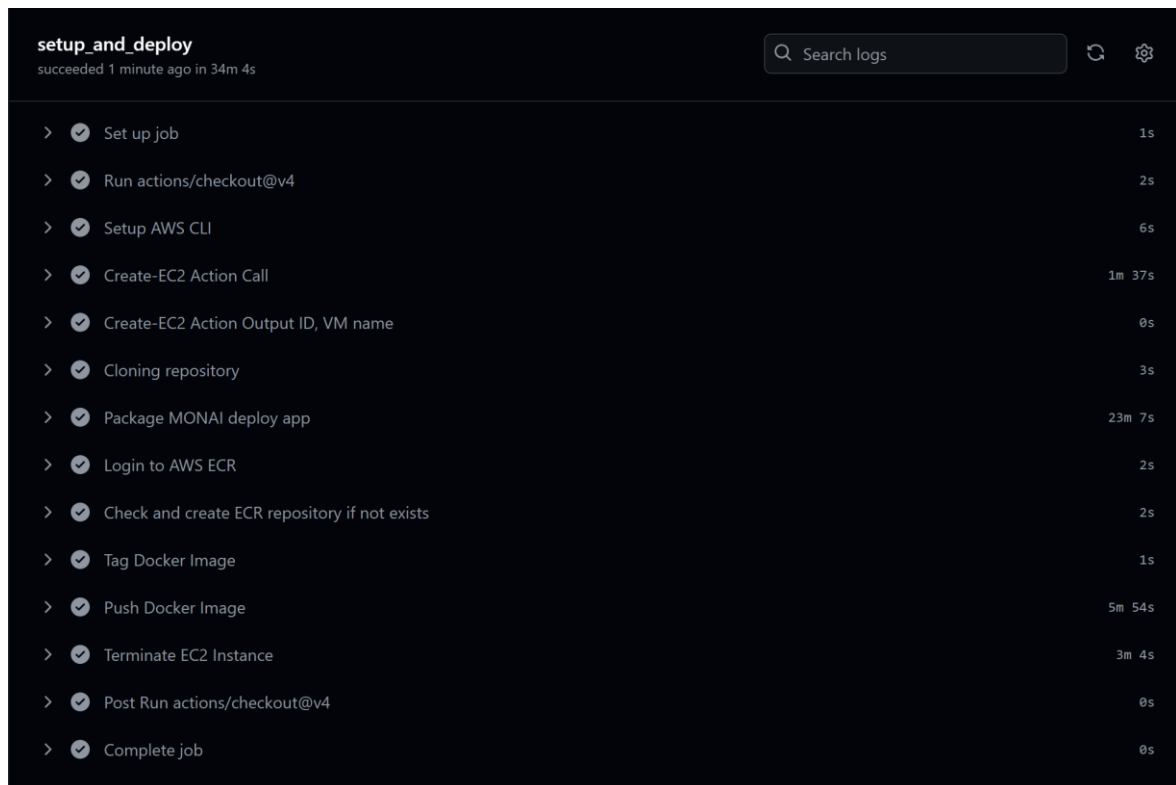 setup_and_deploy
succeeded 1 minute ago in 34m 4s
Search logs
Set up job 1s
Run actions/checkout@v4 2s
Setup AWS CLI 6s
Create-EC2 Action Call 1m 37s
Create-EC2 Action Output ID, VM name 0s
Cloning repository 3s
Package MONAI deploy app 23m 7s
Login to AWS ECR 2s
Check and create ECR repository if not exists 2s
Tag Docker Image 1s
Push Docker Image 5m 54s
Terminate EC2 Instance 3m 4s
Post Run actions/checkout@v4 0s
Complete job 0s